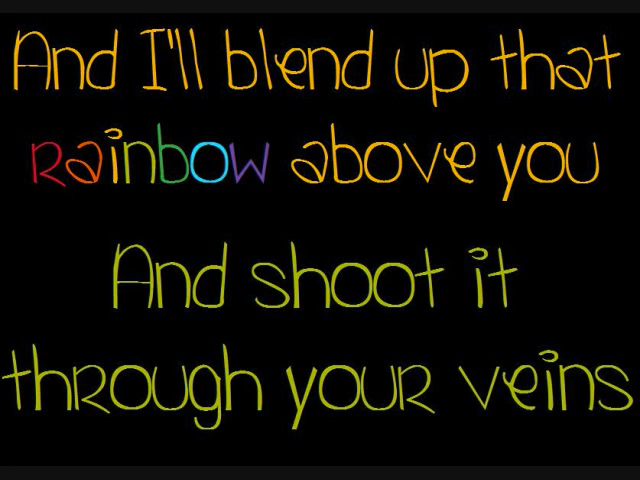 And I'll blend up that
Rainbow above you
And shoot it
through your veins